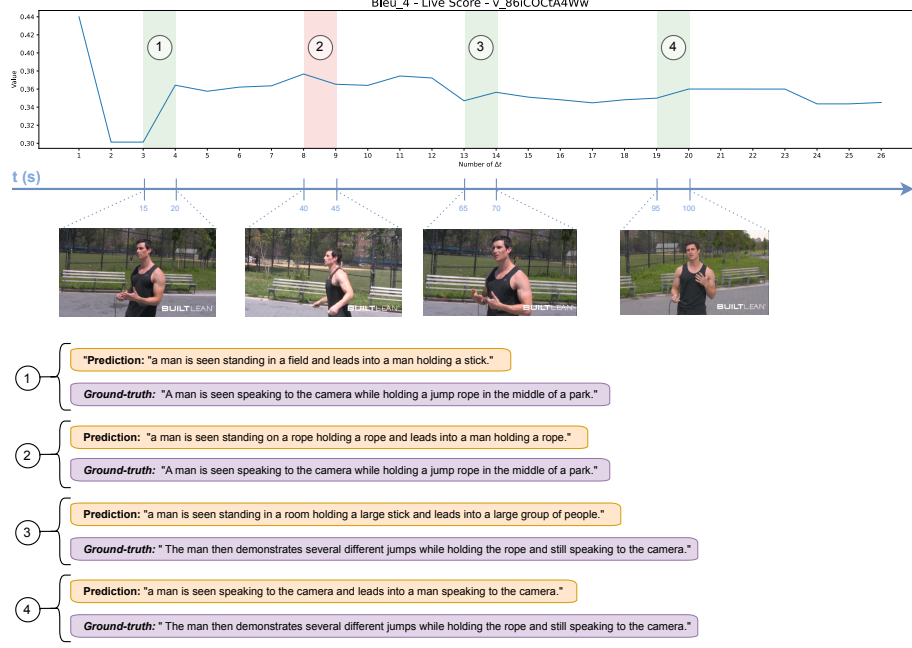 Bleu_4 - Live Score - v_86iCOCtA4Ww
Value
0.44
0.42
0.40
0.38
0.36
0.34
0.32
0.30
1 2 3 4
1 2 3 4 5 6 7 8 9 10 11 12 13 14 15 16 17 18 19 20 21 22 23 24 25 26
Number of Δt
t (s)
15 20 40 45 65 70 95 100
BUILTLEAN BUILTLEAN BUILTLEAN BUILTLEAN
1
"Prediction: "a man is seen standing in a field and leads into a man holding a stick."
Ground-truth: "A man is seen speaking to the camera while holding a jump rope in the middle of a park."
2
Prediction: "a man is seen standing on a rope holding a rope and leads into a man holding a rope."
Ground-truth: "A man is seen speaking to the camera while holding a jump rope in the middle of a park."
3
Prediction: "a man is seen standing in a room holding a large stick and leads into a large group of people."
Ground-truth: " The man then demonstrates several different jumps while holding the rope and still speaking to the camera."
4
Prediction: "a man is seen speaking to the camera and leads into a man speaking to the camera."
Ground-truth: " The man then demonstrates several different jumps while holding the rope and still speaking to the camera."